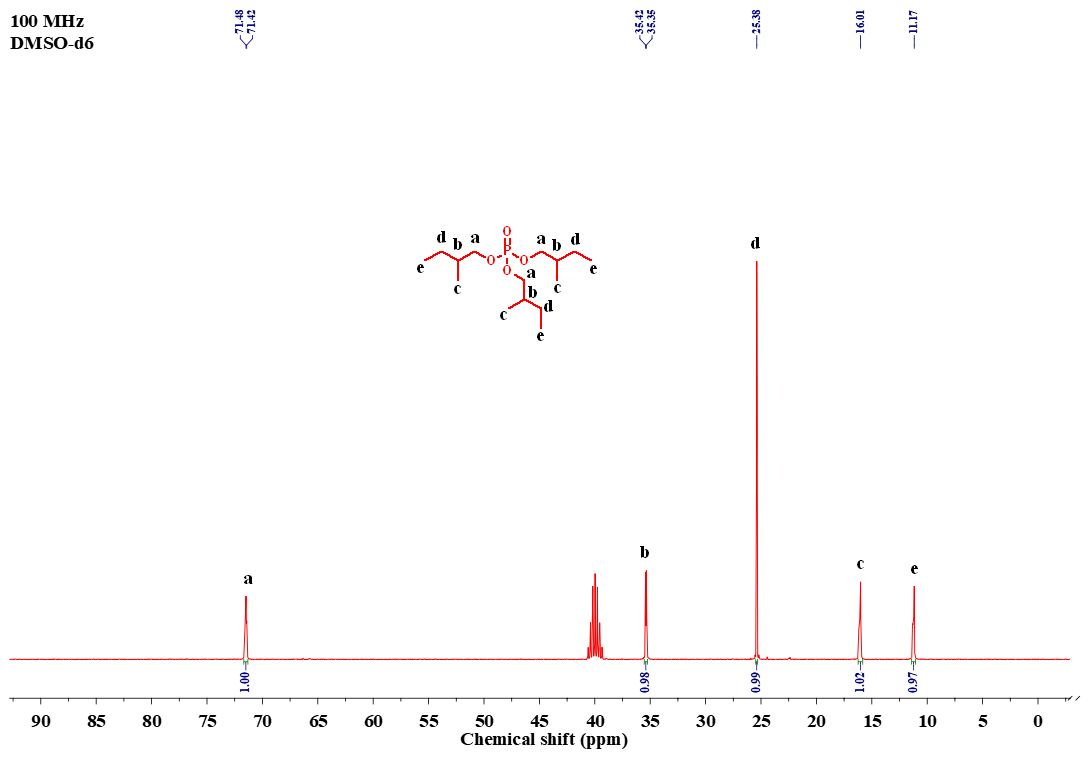 100 MHz
DMSO-d6
71.48
71.42
35.42
35.35
25.38
16.01
11.17
O
d b a P a b d
e O O e
c O a c
b
c d
e
d
b
a c e
1.00 0.98 0.99 1.02 0.97
90 85 80 75 70 65 60 55 50 45 40 35 30 25 20 15 10 5 0
Chemical shift (ppm)